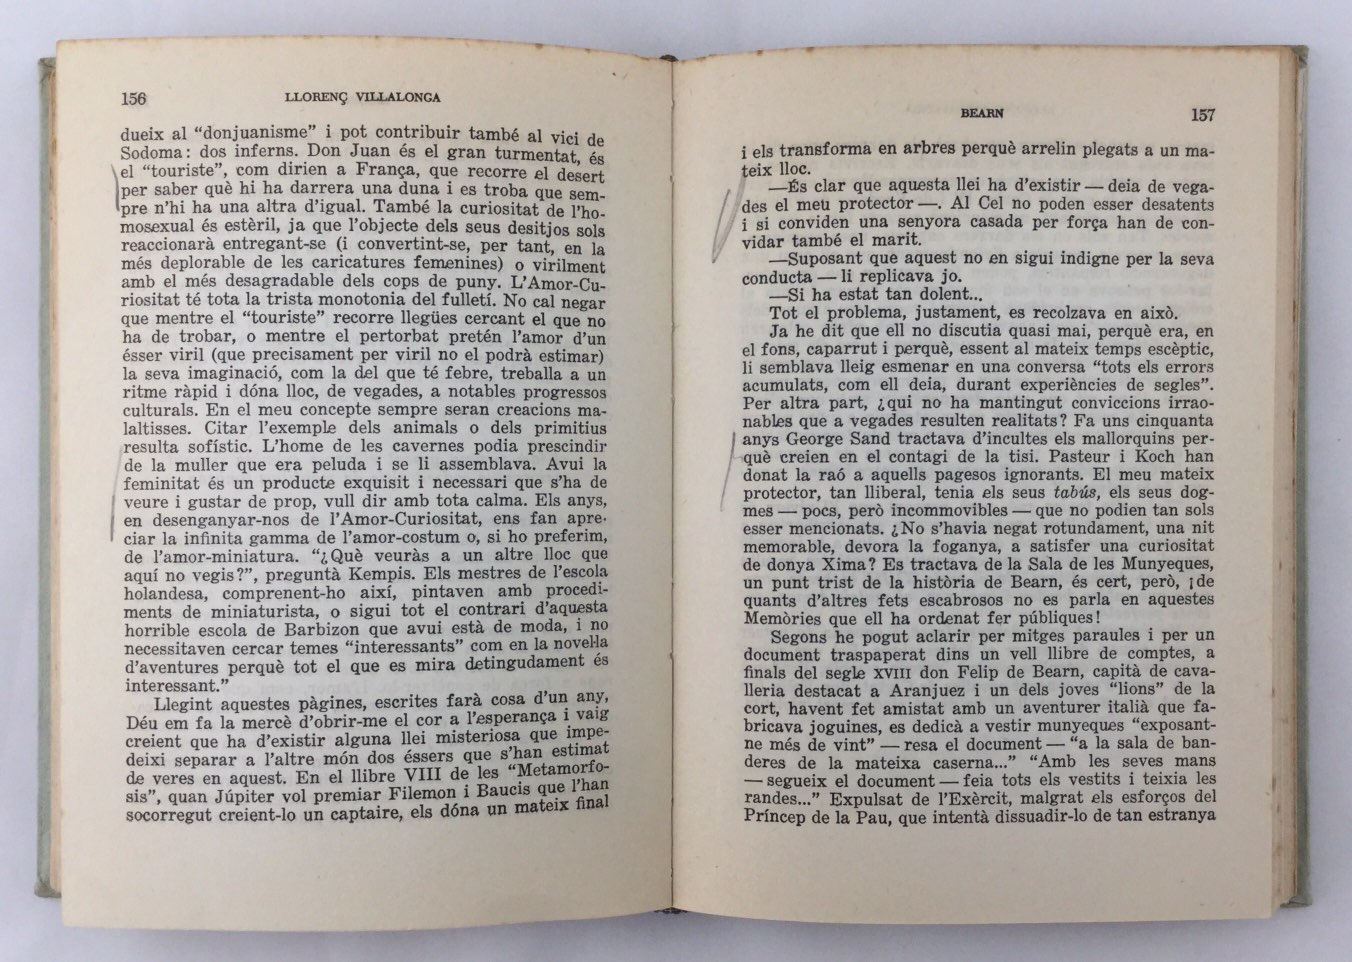 156
LLORENÇ VILLALONGA
dueix al “donjuanisme” i pot contribuir també al vici de
Sodoma: dos inferns. Don Juan és el gran turmentat, és
el “touriste”, com dirien a França, que recorre el desert
per saber què hi ha darrera una duna i es troba que sem-
pre n’hi ha una altra d’igual. També la curiositat de l’ho-
mosexual és estèril, ja que l’objecte dels seus desitjos sols
reaccionarà entregant-se (i convertint-se, per tant, en la
més deplorable de les caricatures femenines) o virilment
amb el més desagradable dels cops de puny. L’Amor-Cu-
riositat té tota la trista monotonia del fulletí. No cal negar
que mentre el “touriste” recorre llegües cercant el que no
ha de trobar, o mentre el pertorbat pretén l’amor d’un
ésser viril (que precisament per viril no el podrà estimar)
la seva imaginació, com la del que té febre, treballa a un
ritme ràpid i dóna lloc, de vegades, a notables progressos
culturals. En el meu concepte sempre seran creacions ma-
laltisses. Citar l’exemple dels animals o dels primitius
resulta sofístic. L’home de les cavernes podia prescindir
de la muller que era peluda i se li assemblava. Avui la
feminitat és un producte exquisit i necessari que s’ha de
veure i gustar de prop, vull dir amb tota calma. Els anys,
en desenganyar-nos de l’Amor-Curiositat, ens fan apre-
ciar la infinita gamma de l’amor-costum o, si ho preferim,
de l’amor-miniatura. “¿Què veuràs a un altre lloc que
aquí no vegis?”, preguntà Kempis. Els mestres de l’escola
holandesa, comprenent-ho així, pintaven amb procedi-
ments de miniaturista, o sigui tot el contrari d’aquesta
horrible escola de Barbizon que avui està de moda, i no
necessitaven cercar temes “interessants” com en la novel·la
d’aventures perquè tot el que es mira detingudament és
interessant.”
Llegint aquestes pàgines, escrites farà cosa d’un any,
Déu em fa la mercè d’obrir-me el cor a l’esperança i vaig
creient que ha d’existir alguna llei misteriosa que impe-
deixi separar a l’altre món dos éssers que s’han estimat
de veres en aquest. En el llibre VIII de les “Metamorfo-
sis”, quan Júpiter vol premiar Filemon i Baucis que l’han
socorregut creient-lo un captaire, els dóna un mateix final
BEARN
157
i els transforma en arbres perquè arrelin plegats a un ma-
teix lloc.
—És clar que aquesta llei ha d’existir — deia de vega-
des el meu protector —. Al Cel no poden esser desatents
i si conviden una senyora casada per força han de con-
vidar també el marit.
—Suposant que aquest no en sigui indigne per la seva
conducta — li replicava jo.
—Si ha estat tan dolent...
Tot el problema, justament, es recolzava en això.
Ja he dit que ell no discutia quasi mai, perquè era, en
el fons, caparrut i perquè, essent al mateix temps escèptic,
li semblava lleig esmenar en una conversa “tots els errors
acumulats, com ell deia, durant experiències de segles”.
Per altra part, ¿qui no ha mantingut conviccions irrao-
nables que a vegades resulten realitats? Fa uns cinquanta
anys George Sand tractava d’incultes els mallorquins per-
què creien en el contagi de la tisi. Pasteur i Koch han
donat la raó a aquells pagesos ignorants. El meu mateix
protector, tan lliberal, tenia els seus tabús, els seus dog-
mes — pocs, però incommovibles — que no podien tan sols
esser mencionats. ¿No s’havia negat rotundament, una nit
memorable, devora la foganya, a satisfer una curiositat
de donya Xima? Es tractava de la Sala de les Munyeques,
un punt trist de la història de Bearn, és cert, però, ¡de
quants d’altres fets escabrosos no es parla en aquestes
Memòries que ell ha ordenat fer públiques!
Segons he pogut aclarir per mitges paraules i per un
document traspaperat dins un vell llibre de comptes, a
finals del segle XVIII don Felip de Bearn, capità de cava-
lleria destacat a Aranjuez i un dels joves “lions” de la
cort, havent fet amistat amb un aventurer italià que fa-
bricava joguines, es dedicà a vestir munyeques “exposant-
ne més de vint” — resa el document — “a la sala de ban-
deres de la mateixa caserna...” “Amb les seves mans
— segueix el document — feia tots els vestits i teixia les
randes...” Expulsat de l’Exèrcit, malgrat els esforços del
Príncep de la Pau, que intentà dissuadir-lo de tan estranya